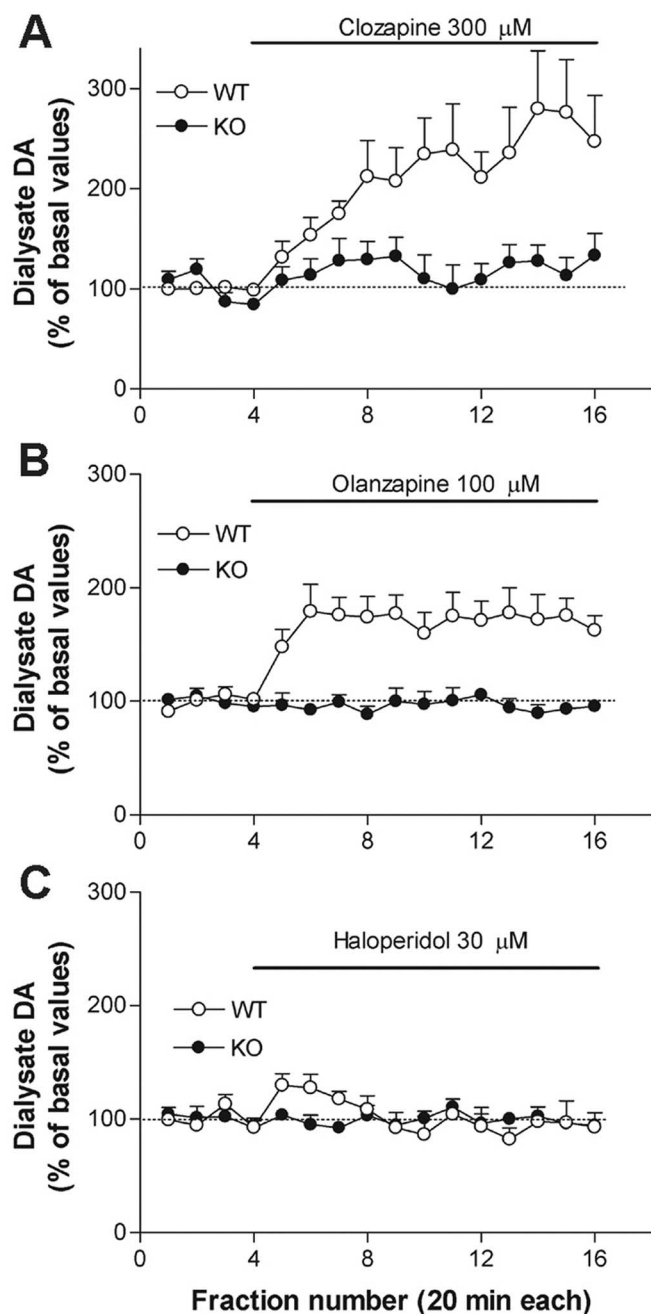 A
Clozapine 300 μM
WT
KO
Dialysate DA
(% of basal values)
300
200
100
0
0 4 8 12 16
B
Olanzapine 100 μM
WT
KO
Dialysate DA
(% of basal values)
300
200
100
0
0 4 8 12 16
C
Haloperidol 30 μM
WT
KO
Dialysate DA
(% of basal values)
300
200
100
0
0 4 8 12 16
Fraction number (20 min each)